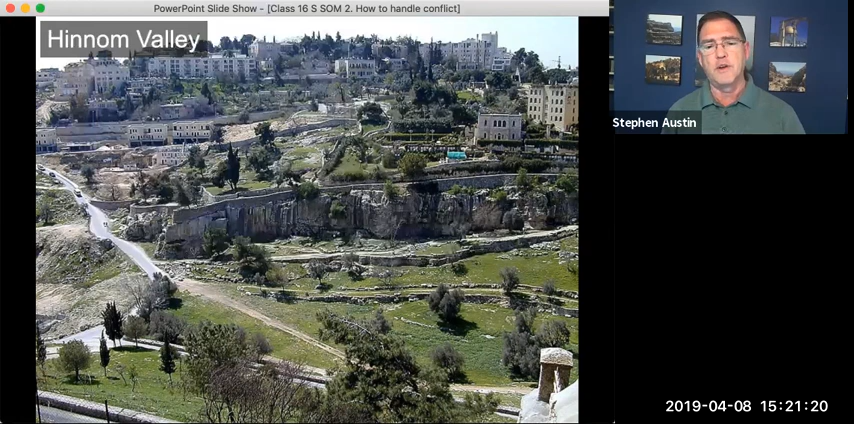 PowerPoint Slide Show - [Class 16 S SOM 2. How to handle conflict]
Hinnom Valley
Stephen Austin
2019-04-08 15:21:20